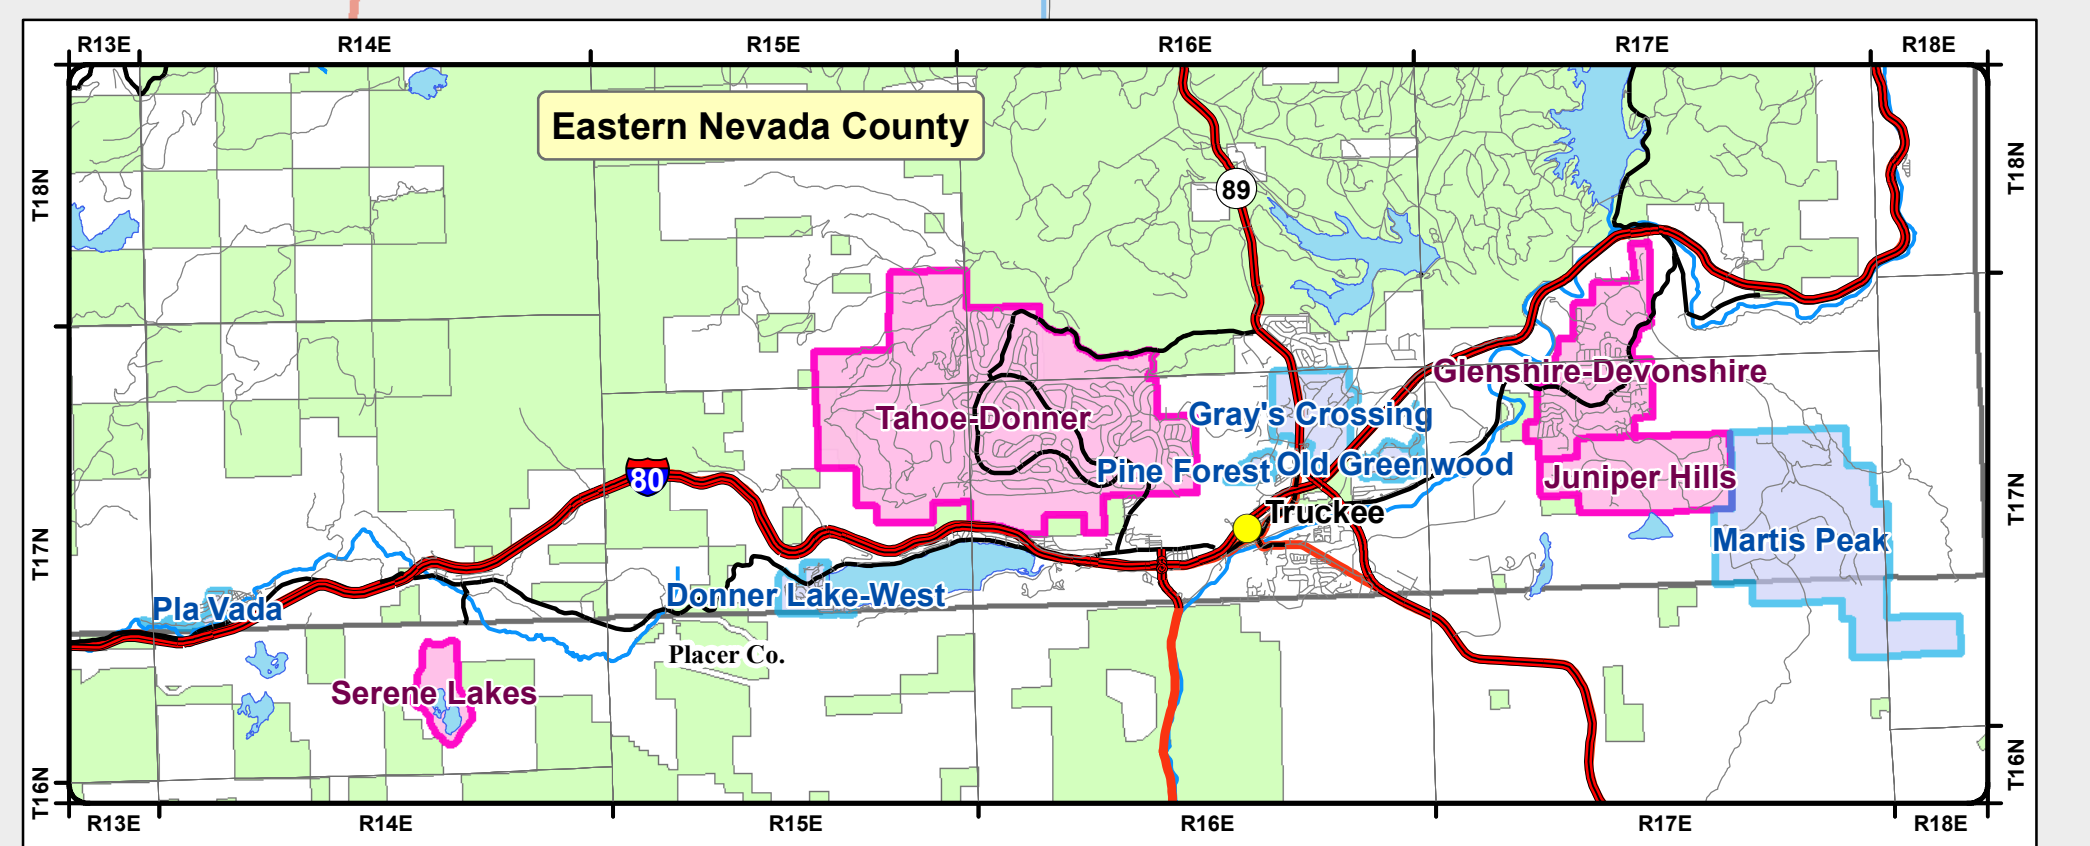 R13E
R14E
R15E
R16E
R17E
R18E
Eastern Nevada County
T18N
89
T18N
Glenshire-Devonshire
Tahoe-Donner
Gray's Crossing
Pine Forest
Old Greenwood
80
Juniper Hills
Truckee
T17N
T17N
Martis Peak
Pla Vada
Donner Lake-West
Placer Co.
Serene Lakes
T16N
T16N
R13E
R14E
R15E
R16E
R17E
R18E